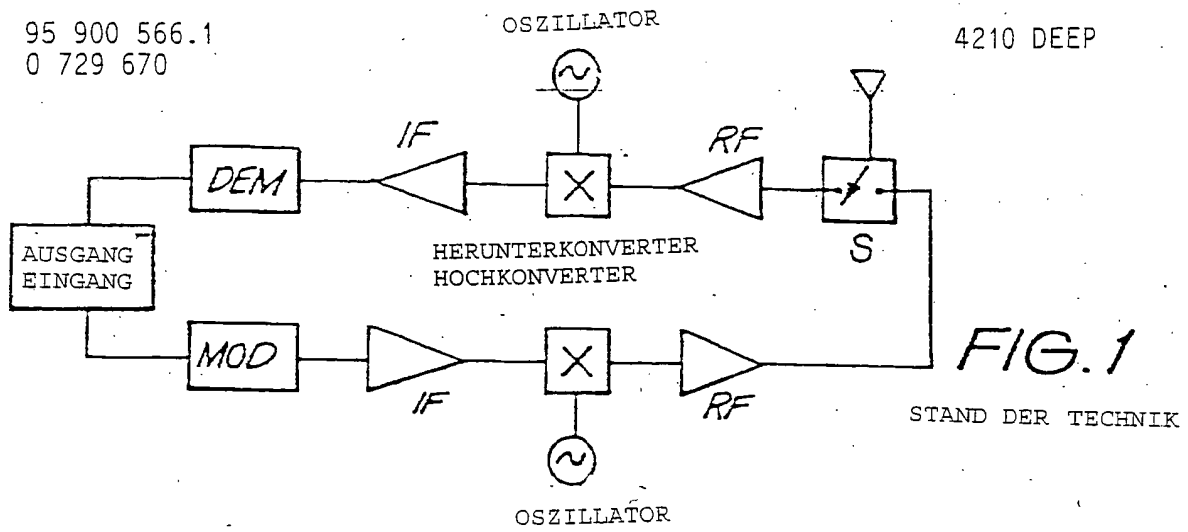 95 900 566.1
0 729 670
OSZILLATOR
4210 DEEP
IF
RF
DEM
S
AUSGANG
EINGANG
HERUNTERKONVERTER
HOCHKONVERTER
MOD
IF
RF
FIG. 1
STAND DER TECHNIK
OSZILLATOR